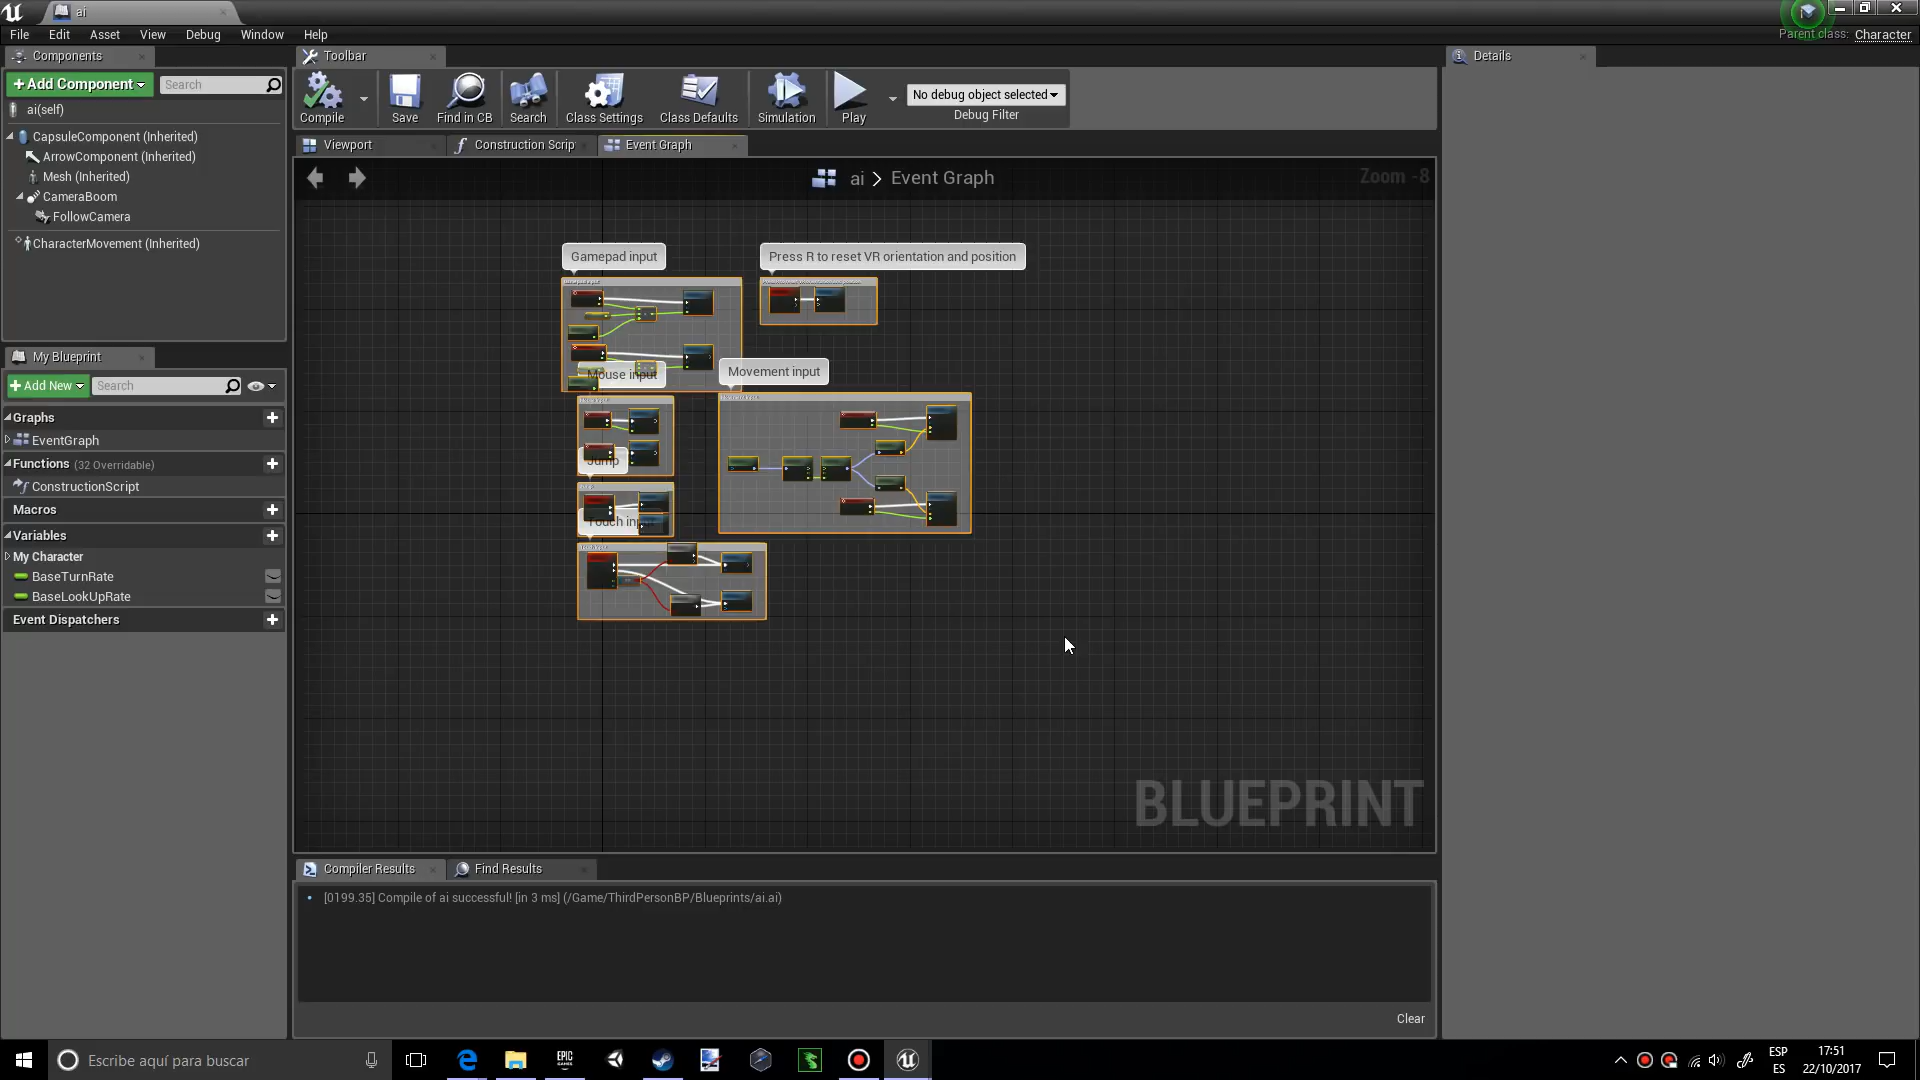 ai
File Edit Asset View Debug Window Help
Parent class: Character
Components
Toolbar
Details
+Add Component
Search
ai(self)
CapsuleComponent (Inherited)
ArrowComponent (Inherited)
Mesh (Inherited)
CameraBoom
FollowCamera
CharacterMovement (Inherited)
Compile
Save
Find in CB
Search
Class Settings
Class Defaults
Simulation
Play
No debug object selected
Debug Filter
Viewport
Construction Scrip
Event Graph
ai > Event Graph
Zoom -8
Gamepad input
Press R to reset VR orientation and position
Mouse input
Movement input
Jump
Touch inp
BLUEPRINT
My Blueprint
+Add New
Search
Graphs
EventGraph
Functions (32 Overridable)
ConstructionScript
Macros
Variables
My Character
BaseTurnRate
BaseLookUpRate
Event Dispatchers
Compiler Results
Find Results
[0199.35] Compile of ai successful! [in 3 ms] (/Game/ThirdPersonBP/Blueprints/ai.ai)
Clear
Escribe aquí para buscar
EPIC GAMES
ESP
ES
17:51
22/10/2017